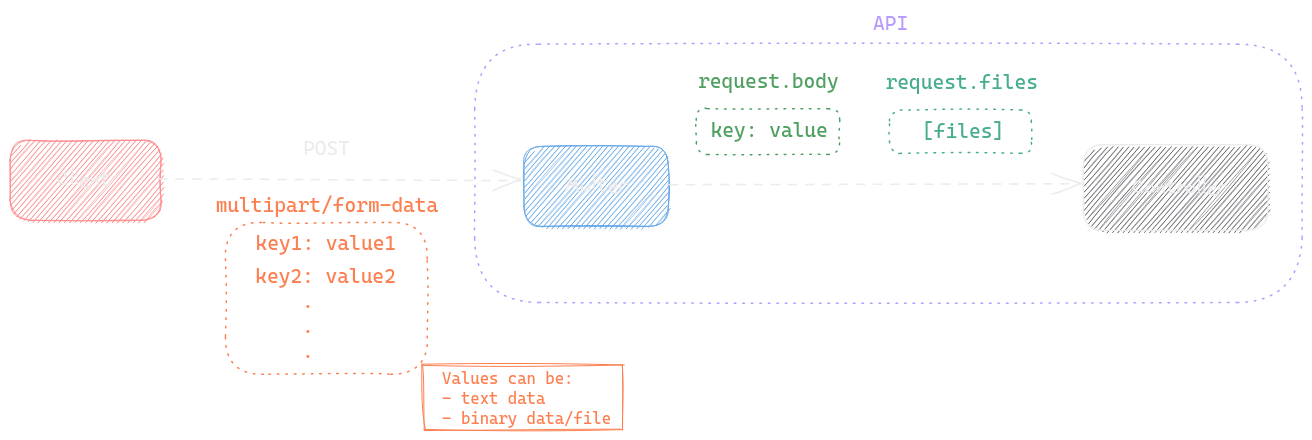 API
request.body
request.files
key: value
[files]
POST
multipart/form-data
key1: value1
key2: value2
.
.
.
Values can be:
- text data
- binary data/file